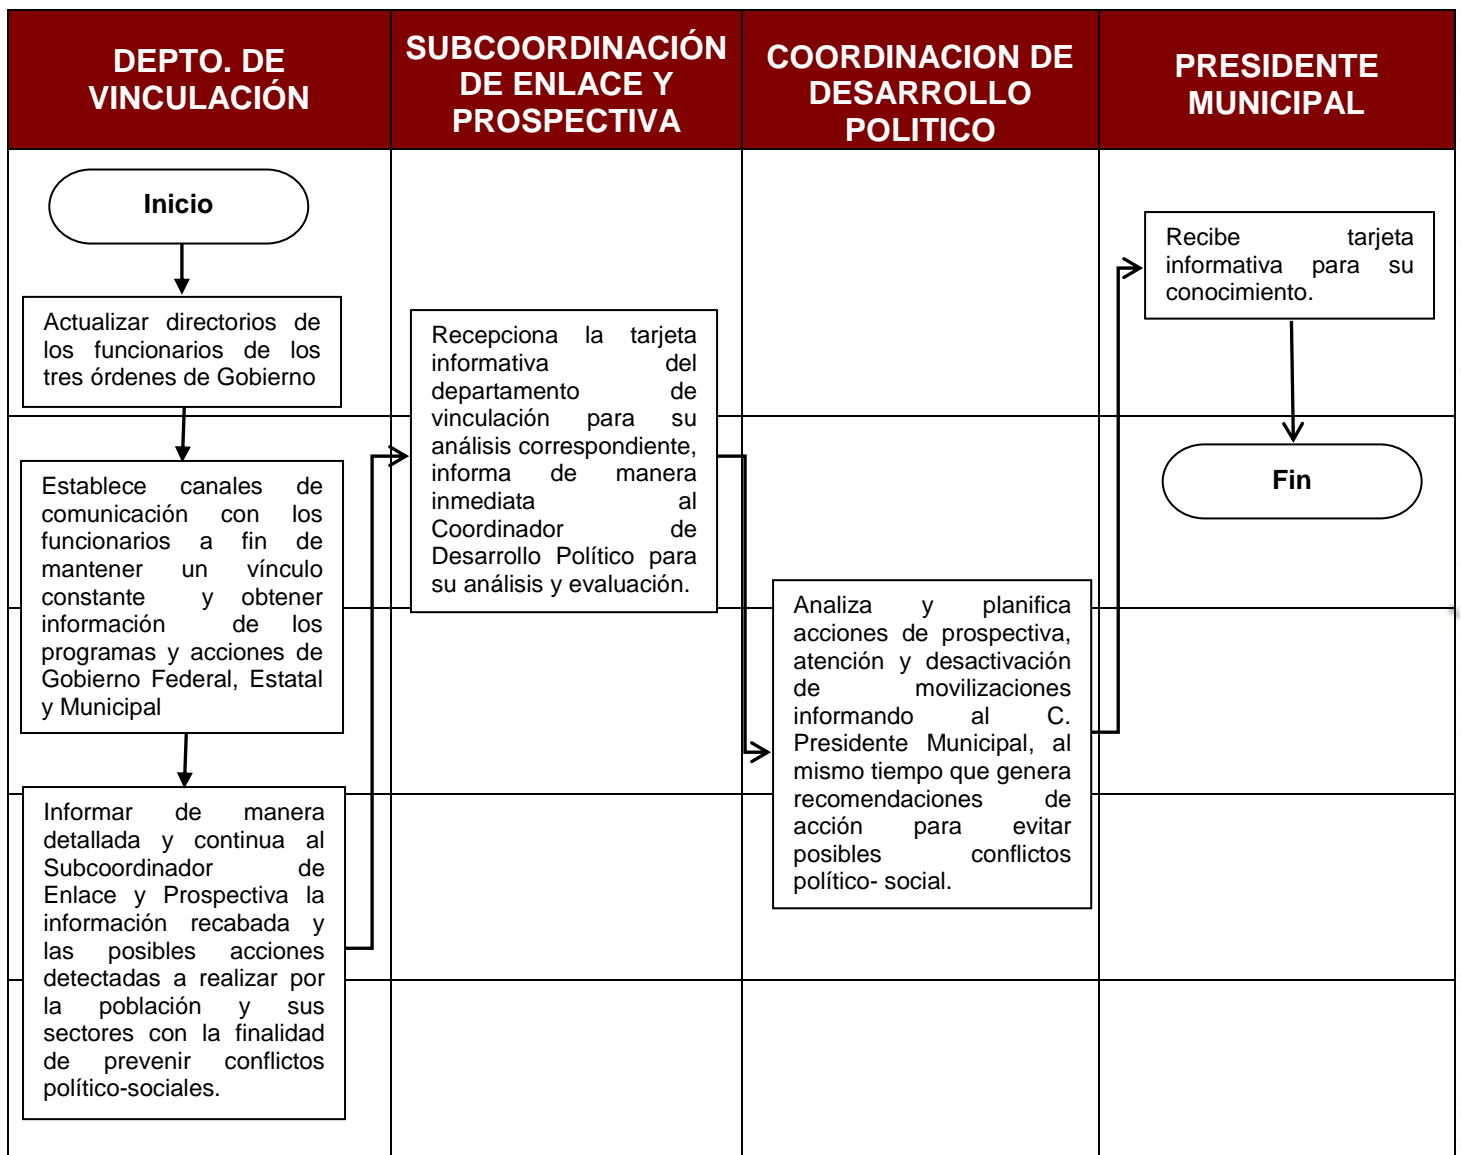 DEPTO. DE
VINCULACIÓN
SUBCOORDINACIÓN
DE ENLACE Y
PROSPECTIVA
COORDINACION DE
DESARROLLO
POLITICO
PRESIDENTE
MUNICIPAL
Inicio
Actualizar directorios de
los funcionarios de los
tres órdenes de Gobierno
Establece canales de
comunicación con los
funcionarios a fin de
mantener un vínculo
constante y obtener
información de los
programas y acciones de
Gobierno Federal, Estatal
y Municipal
Informar de manera
detallada y continua al
Subcoordinador de
Enlace y Prospectiva la
información recabada y
las posibles acciones
detectadas a realizar por
la población y sus
sectores con la finalidad
de prevenir conflictos
político-sociales.
Recepciona la tarjeta
informativa del
departamento de
vinculación para su
análisis correspondiente,
informa de manera
inmediata al
Coordinador de
Desarrollo Político para
su análisis y evaluación.
Analiza y planifica
acciones de prospectiva,
atención y desactivación
de movilizaciones
informando al C.
Presidente Municipal, al
mismo tiempo que genera
recomendaciones de
acción para evitar
posibles conflictos
político- social.
Recibe tarjeta
informativa para su
conocimiento.
Fin